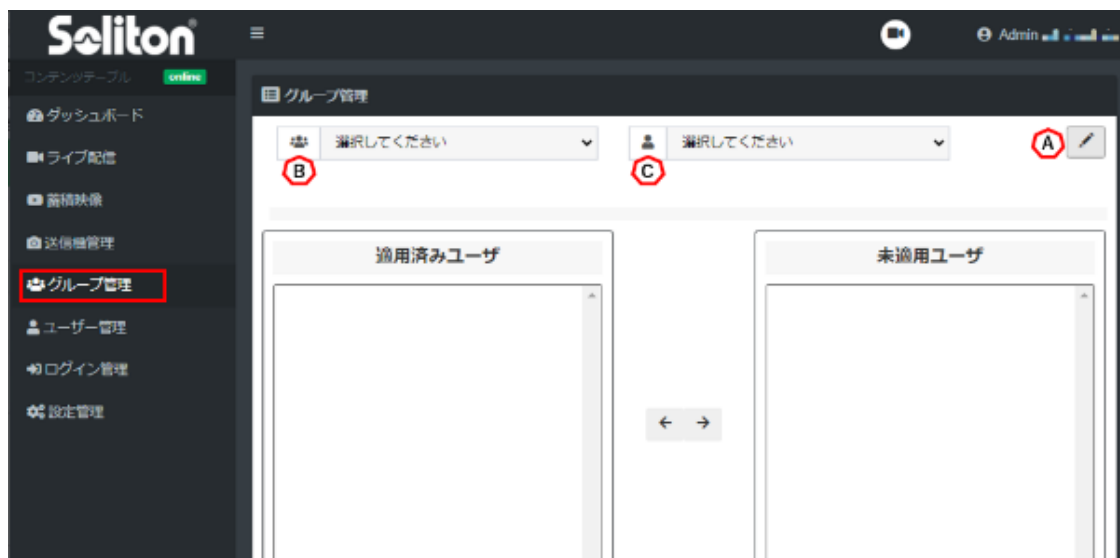 Soliton
Admin
コンテンツテーブル online
グループ管理
ダッシュボード
ライブ配信
蓄積映像
送信機管理
グループ管理
ユーザー管理
ログイン管理
設定管理
選択してください
B
選択してください
C
A
適用済みユーザ
未適用ユーザ